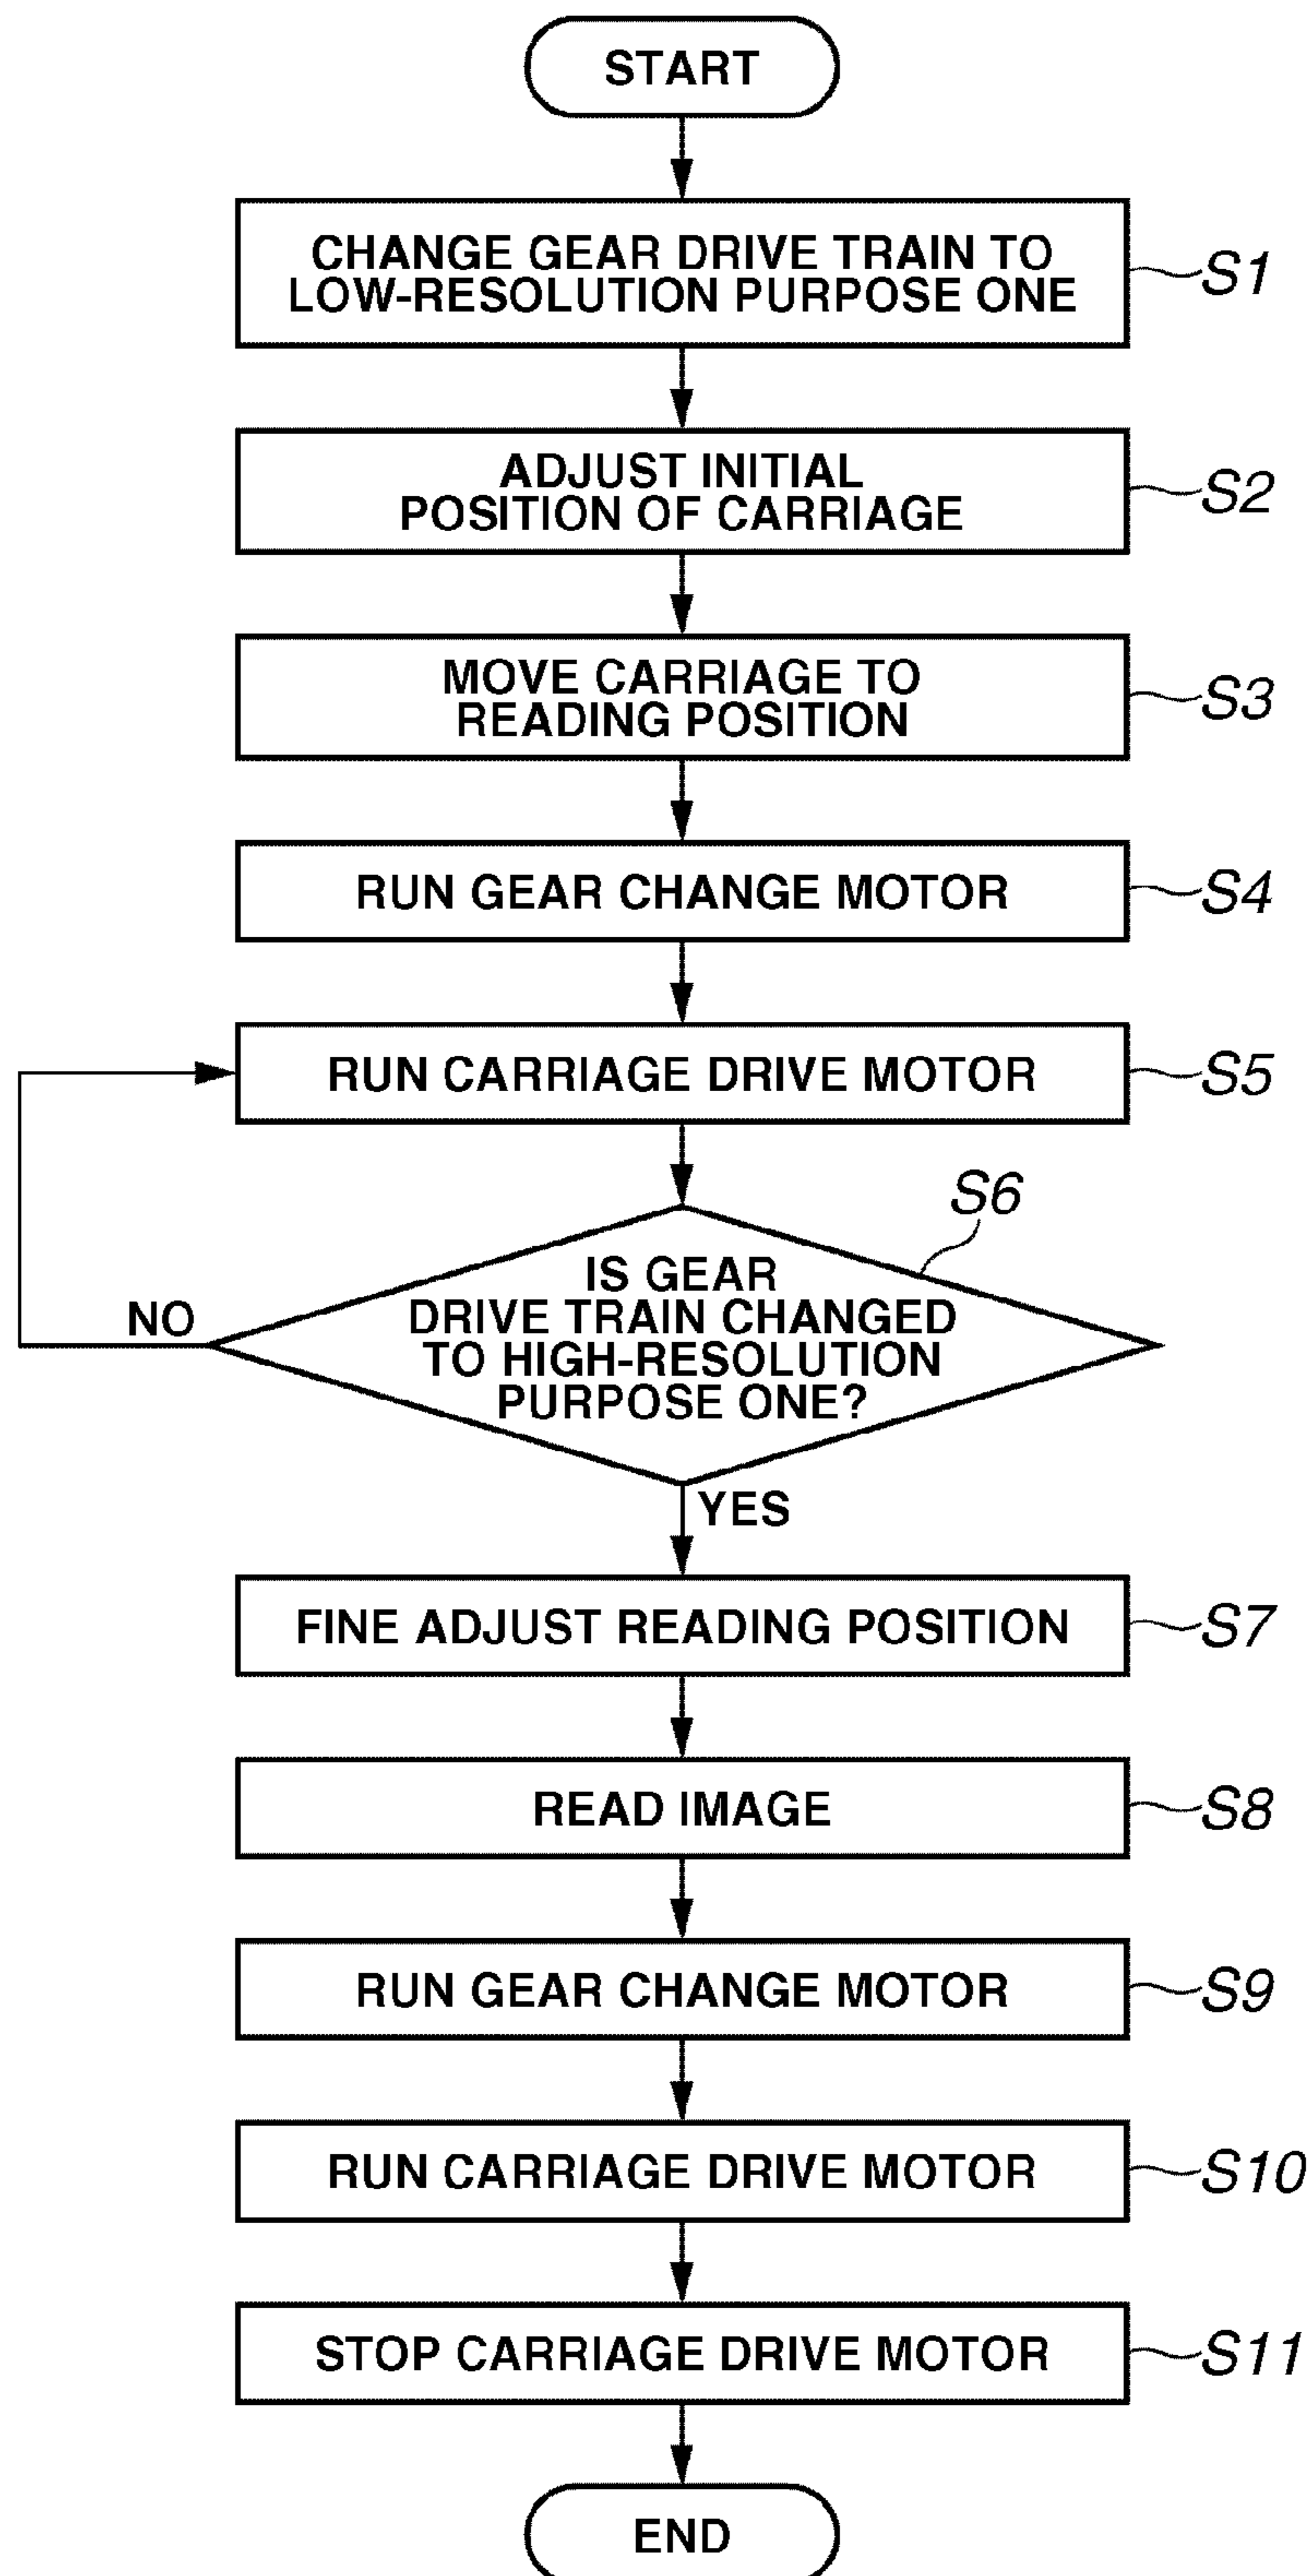 START
CHANGE GEAR DRIVE TRAIN TO
LOW-RESOLUTION PURPOSE ONE
S1
ADJUST INITIAL
POSITION OF CARRIAGE
S2
MOVE CARRIAGE TO
READING POSITION
S3
RUN GEAR CHANGE MOTOR
S4
RUN CARRIAGE DRIVE MOTOR
S5
S6
IS GEAR
DRIVE TRAIN CHANGED
TO HIGH-RESOLUTION
PURPOSE ONE?
NO
YES
FINE ADJUST READING POSITION
S7
READ IMAGE
S8
RUN GEAR CHANGE MOTOR
S9
RUN CARRIAGE DRIVE MOTOR
S10
STOP CARRIAGE DRIVE MOTOR
S11
END